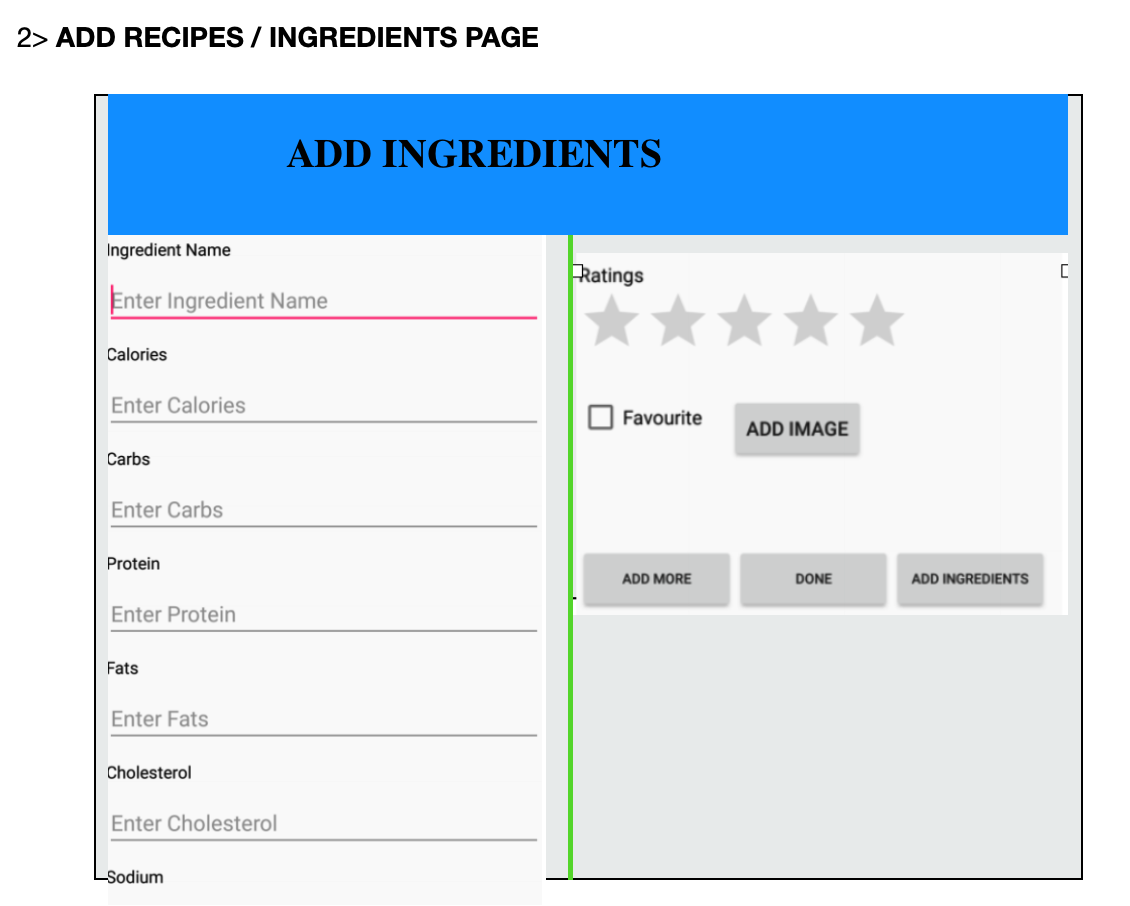 2> ADD RECIPES / INGREDIENTS PAGE
ADD INGREDIENTS
Ingredient Name
Enter Ingredient Name
Calories
Enter Calories
Carbs
Enter Carbs
Protein
Enter Protein
Fats
Enter Fats
Cholesterol
Enter Cholesterol
Sodium
Ratings
Favourite
ADD IMAGE
ADD MORE DONE ADD INGREDIENTS